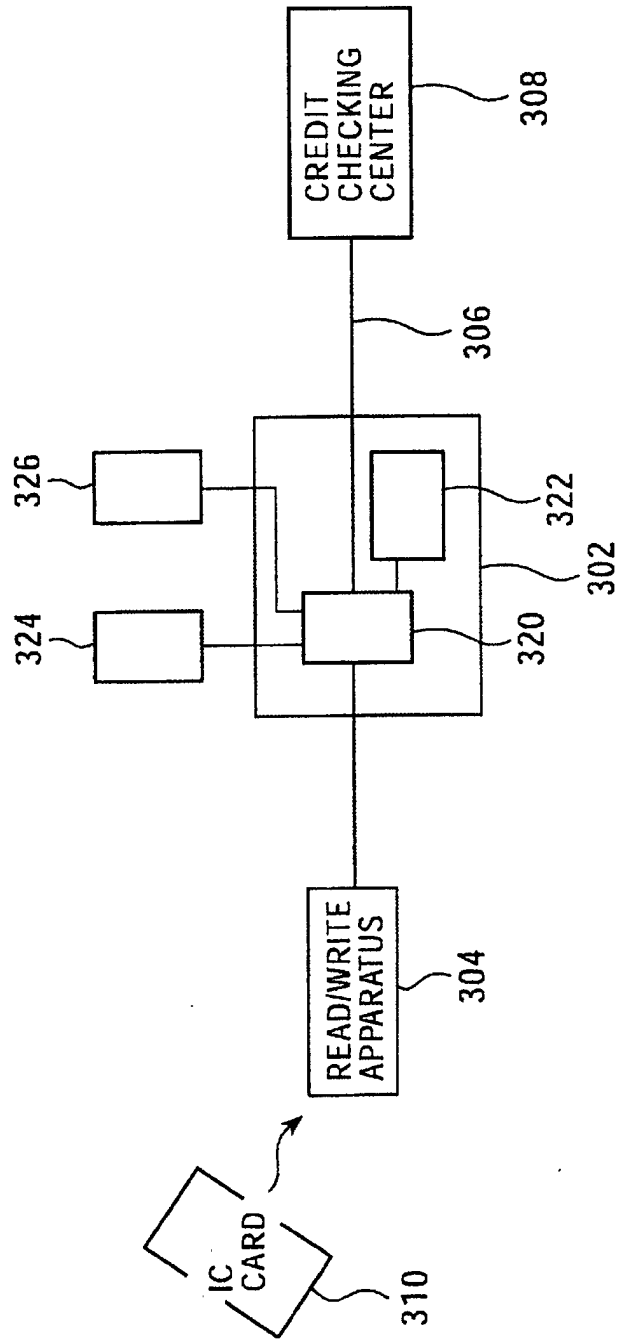 IC
CARD
310
READ/WRITE
APPARATUS
304
324
326
320
322
302
306
CREDIT
CHECKING
CENTER
308